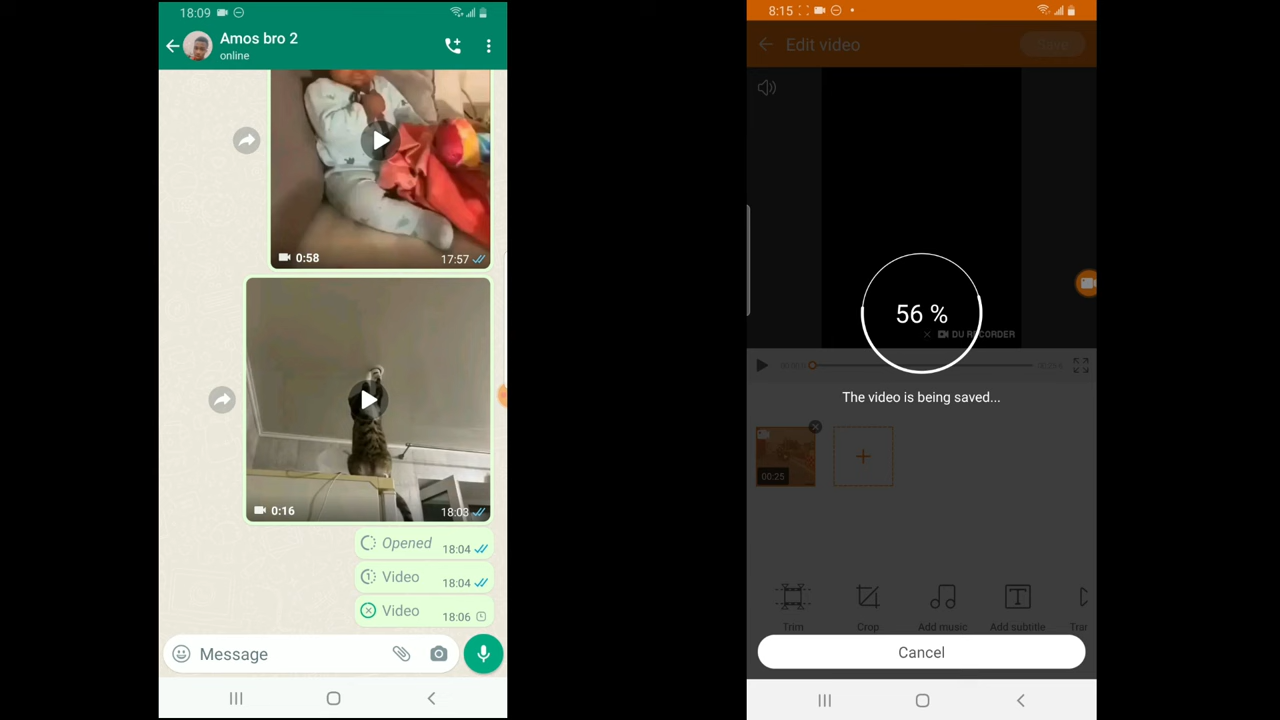 18:09
Amos bro 2
online
0:58
17:57
0:16
18:03
Opened
18:04
Video
18:04
Video
18:06
Message
8:15
Edit video
Save
56 %
DU RECORDER
The video is being saved...
00:25
Trim
Crop
Add music
Add subtitle
Cancel